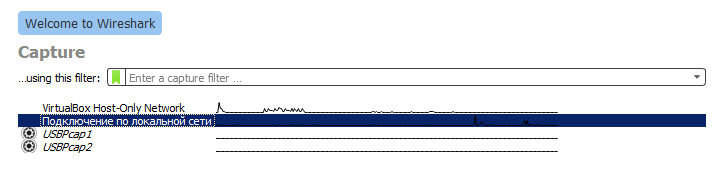 Welcome to Wireshark
Capture
...using this filter: Enter a capture filter ...
VirtualBox Host-Only Network
Подключение по локальной сети
USBPcap1
USBPcap2